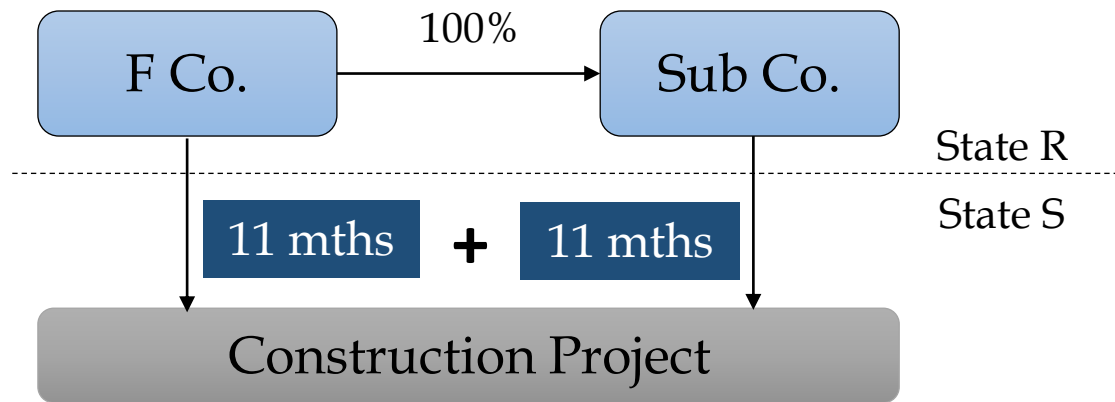 100%
F Co.
Sub Co.
State R
State S
11 mths + 11 mths
Construction Project